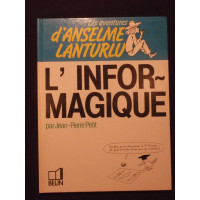 Les aventures
d'ANSELME
LANTURLU
L'INFOR-
MAGIQUE
par Jean-Pierre Petit
BELIN